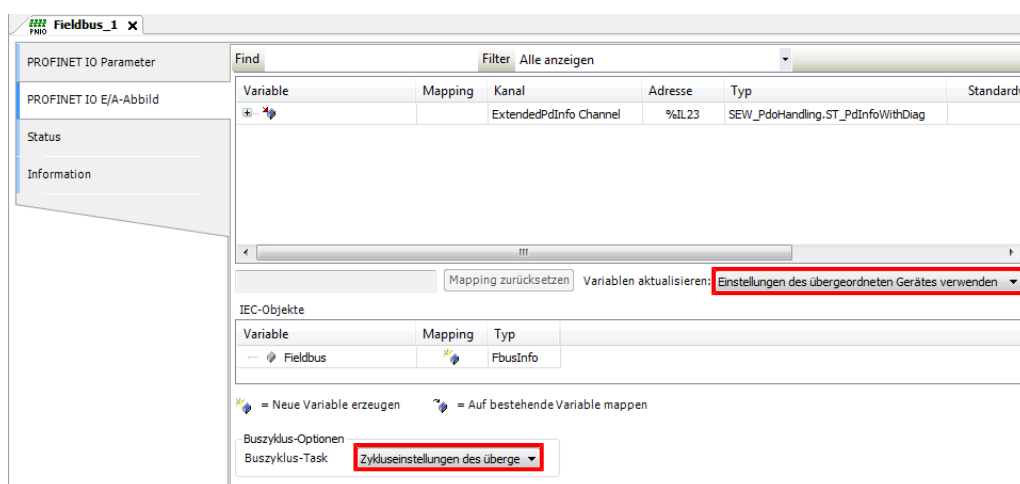 PNIO Fieldbus_1 X
PROFINET IO Parameter
PROFINET IO E/A-Abbild
Status
Information
Find Filter Alle anzeigen
Variable Mapping Kanal Adresse Typ Standardw
ExtendedPdInfo Channel %IL23 SEW_PdoHandling.ST_PdInfoWithDiag
Mapping zurücksetzen Variablen aktualisieren: Einstellungen des übergeordneten Gerätes verwenden
IEC-Objekte
Variable Mapping Typ
Fieldbus FbusInfo
= Neue Variable erzeugen = Auf bestehende Variable mappen
Buszyklus-Optionen
Buszyklus-Task Zykluseinstellungen des überge